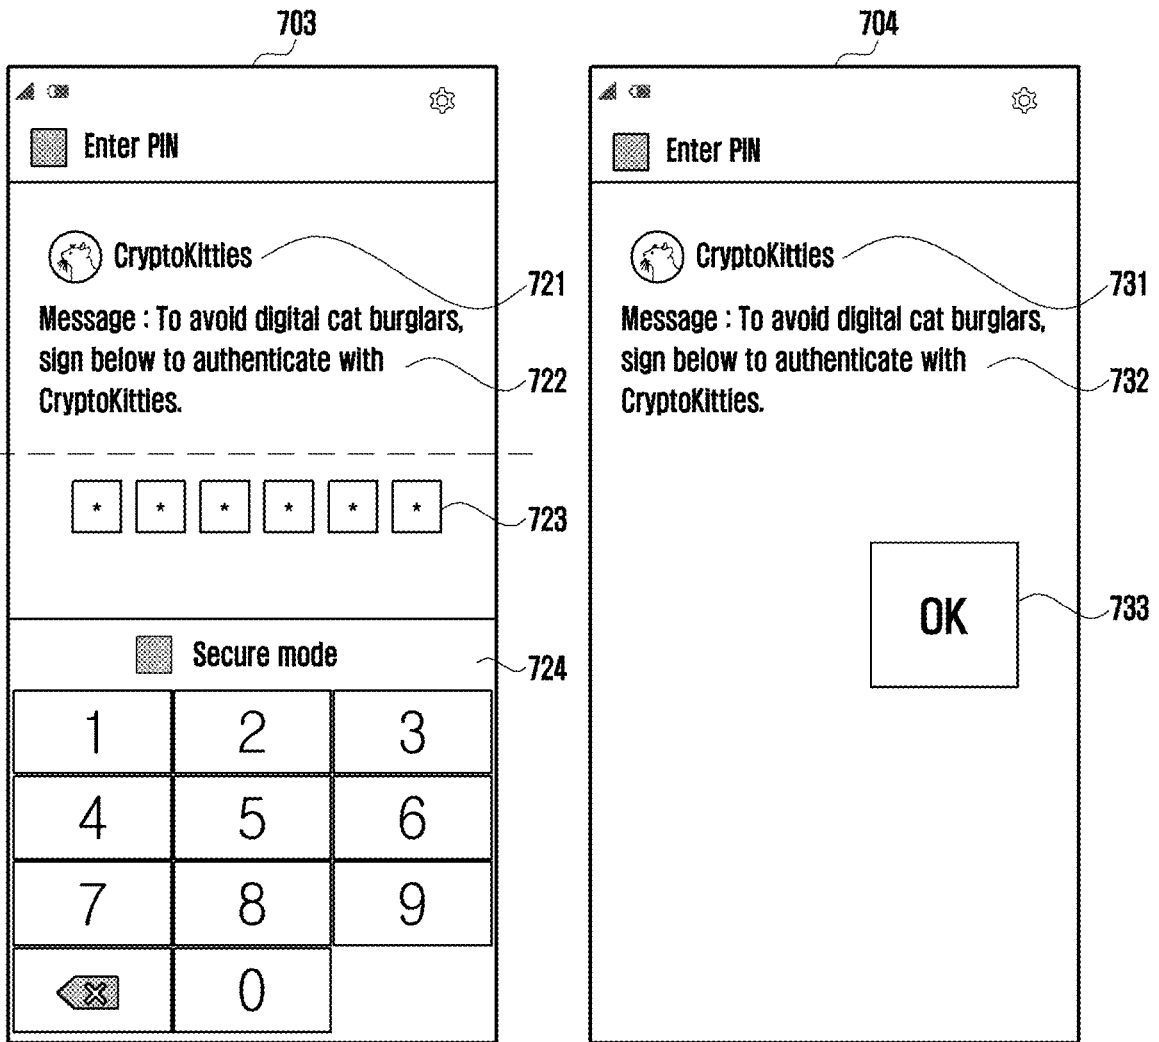 703
Enter PIN
CryptoKitties
721
Message : To avoid digital cat burglars,
sign below to authenticate with
722
CryptoKitties.
* * * * * *
723
Secure mode
724
1 2 3
4 5 6
7 8 9
0
704
Enter PIN
CryptoKitties
731
Message : To avoid digital cat burglars,
sign below to authenticate with
732
CryptoKitties.
OK
733